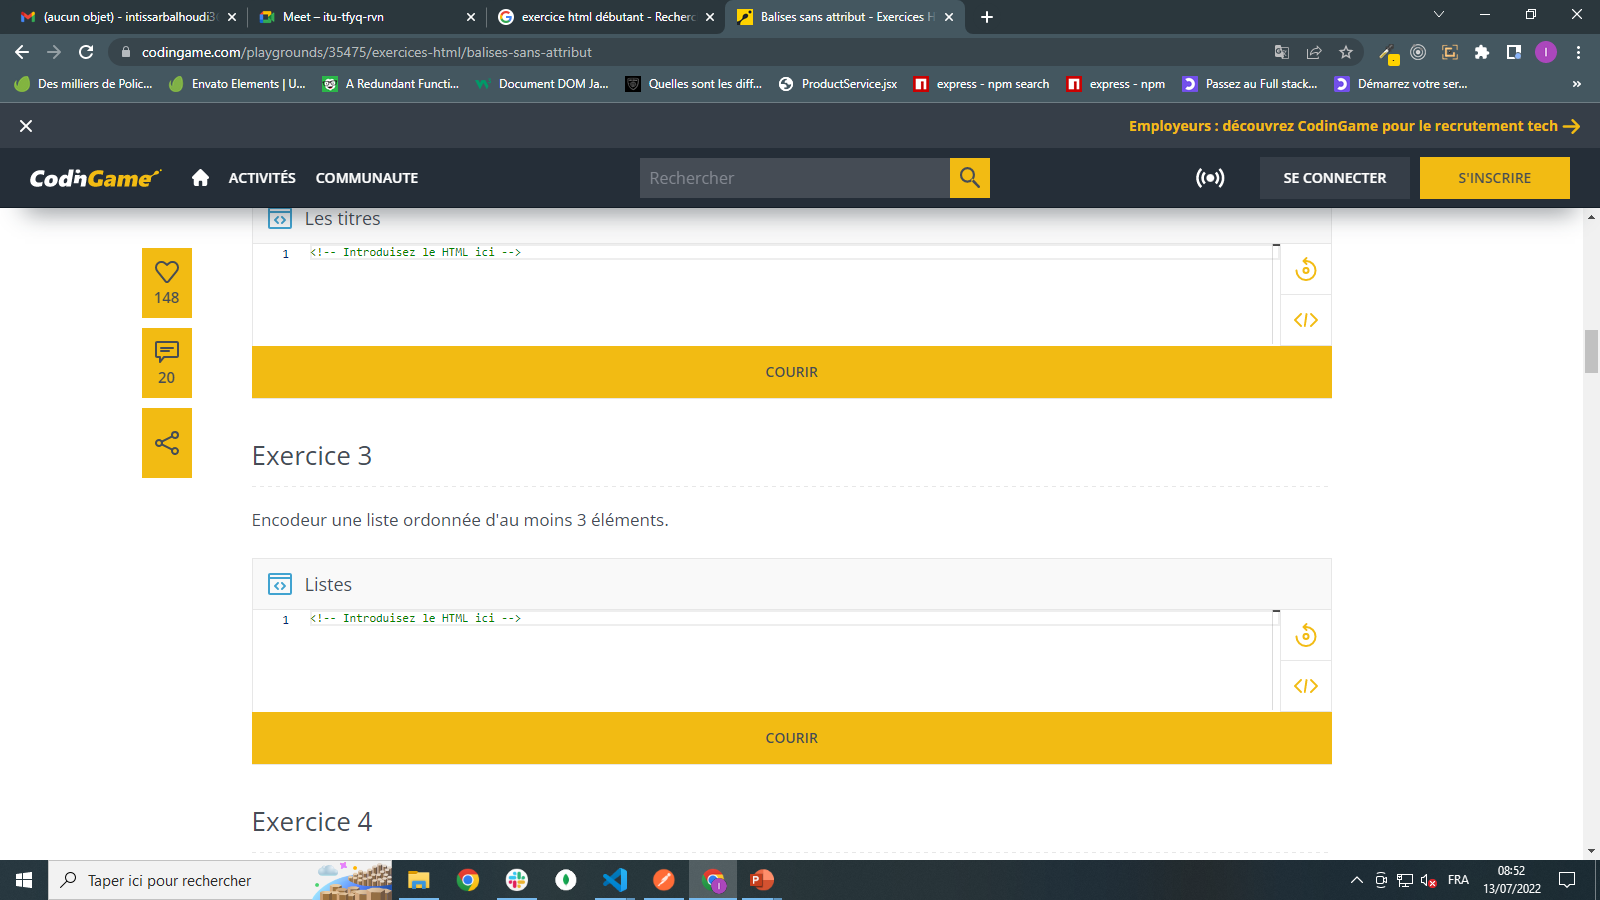 (aucun objet) - intissarbalhoudi3
Meet – itu-tfyq-rvn
exercice html débutant - Recher
Balises sans attribut - Exercices H
codingame.com/playgrounds/35475/exercices-html/balises-sans-attribut
I
Des milliers de Polic...
Envato Elements | U...
A Redundant Functi...
Document DOM Ja...
Quelles sont les diff...
ProductService.jsx
express - npm search
express - npm
Passez au Full stack...
Démarrez votre ser...
»
Employeurs : découvrez CodinGame pour le recrutement tech
CodinGame
ACTIVITÉS
COMMUNAUTE
Rechercher
SE CONNECTER
S'INSCRIRE
Les titres
148
1 <!-- Introduisez le HTML ici -->
20
COURIR
Exercice 3
Encodeur une liste ordonnée d'au moins 3 éléments.
Listes
1 <!-- Introduisez le HTML ici -->
COURIR
Exercice 4
Taper ici pour rechercher
FRA
08:52
13/07/2022